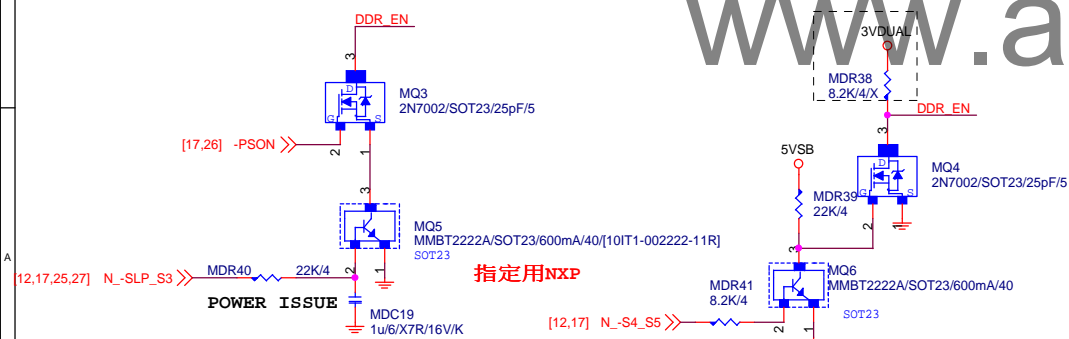 www.a
DDR_EN
3VDUAL
MDR38
8.2K/4/X
3
D
G
S
MQ3
2N7002/SOT23/25pF/5
DDR_EN
[17,26] -PSON
2
1
5VSB
3
D
G
S
MQ4
2N7002/SOT23/25pF/5
MDR39
22K/4
2
1
3
MQ5
MMBT2222A/SOT23/600mA/40/[10IT1-002222-11R]
SOT23
A
[12,17,25,27] N_-SLP_S3
MDR40
22K/4
2
1
指定用NXP
3
MQ6
MMBT2222A/SOT23/600mA/40
SOT23
POWER ISSUE
MDC19
1u/6/X7R/16V/K
MDR41
8.2K/4
[12,17] N_-S4_S5
2
1